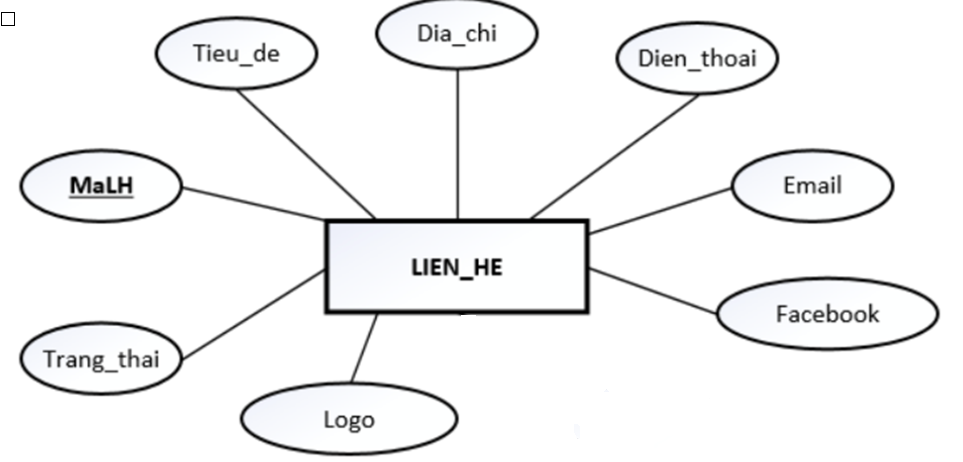 Tieu_de
Dia_chi
Dien_thoai
MaLH
Email
LIEN_HE
Facebook
Trang_thai
Logo